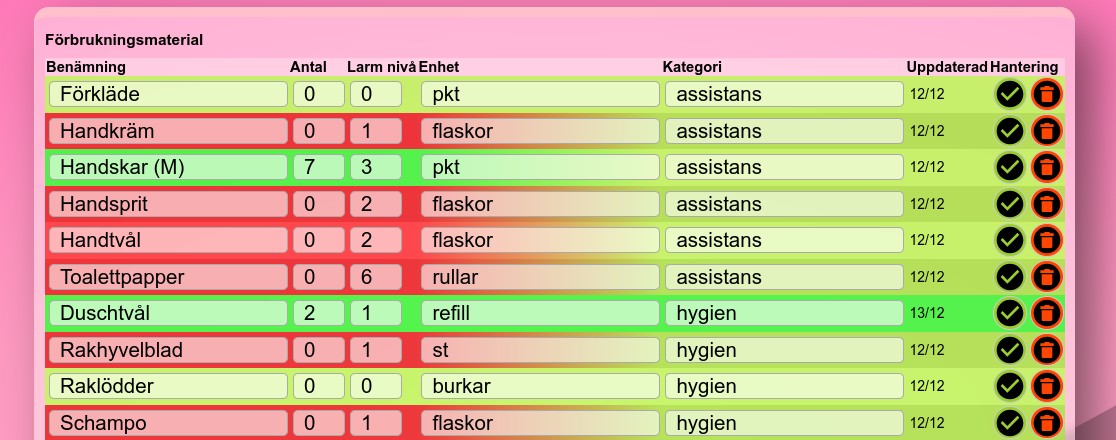 Förbrukningsmaterial
Benämning Antal Larm nivå Enhet Kategori Uppdaterad Hantering
Förkläde 0 0 pkt assistans 12/12
Handkräm 0 1 flaskor assistans 12/12
Handskar (M) 7 3 pkt assistans 12/12
Handsprit 0 2 flaskor assistans 12/12
Handtvål 0 2 flaskor assistans 12/12
Toalettpapper 0 6 rullar assistans 12/12
Duschtvål 2 1 refill hygien 13/12
Rakhyvelblad 0 1 st hygien 12/12
Raklödder 0 0 burkar hygien 12/12
Schampo 0 1 flaskor hygien 12/12